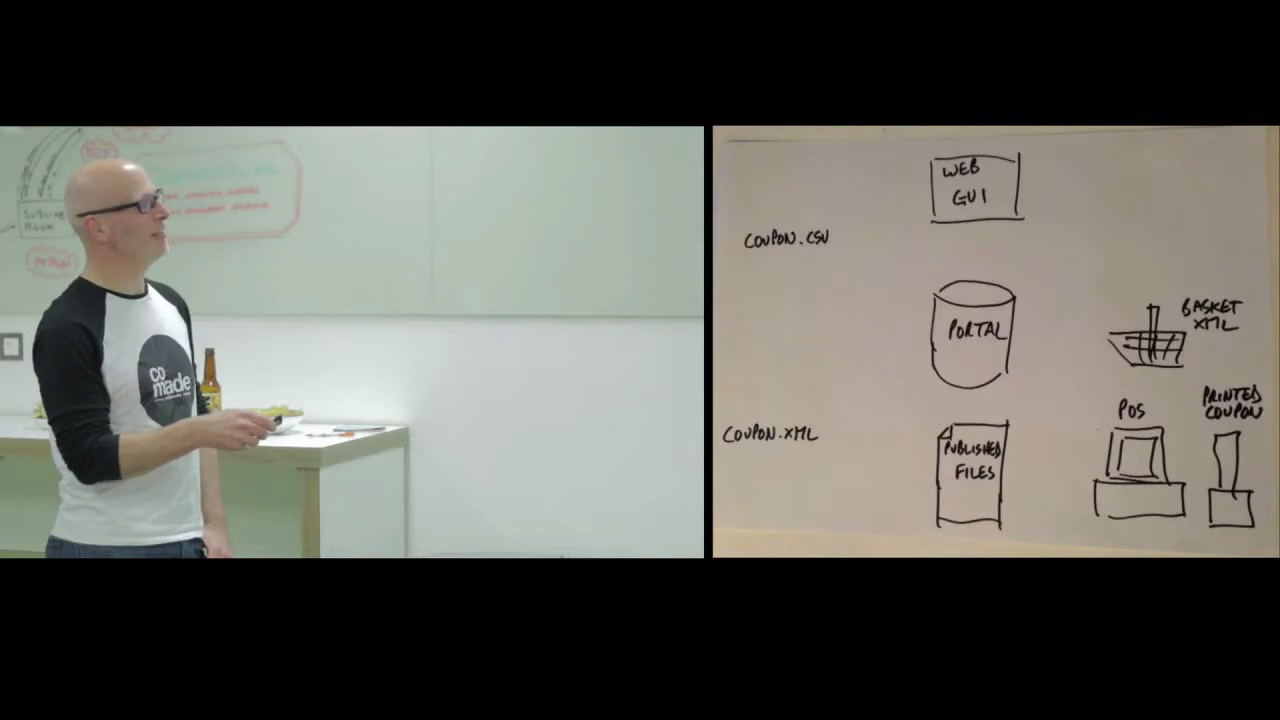 co
made
WEB
GUI
COUPON.CSV
PORTAL
BASKET
XML
COUPON.XML
PUBLISHED
FILES
POS
PRINTED
COUPON